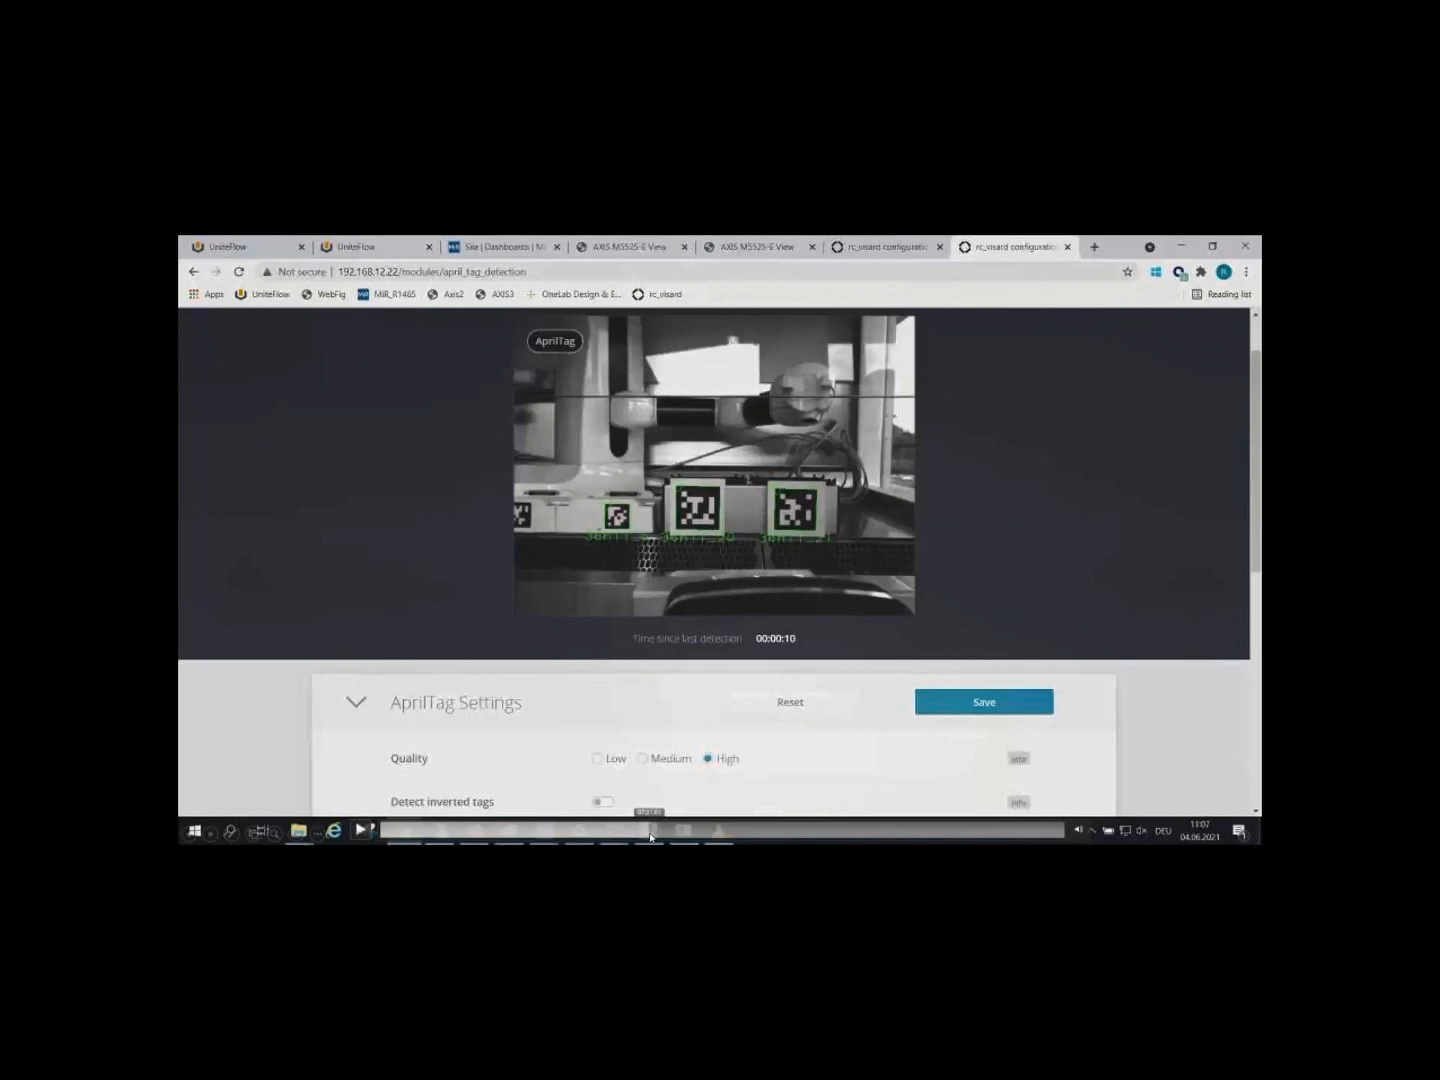 UniteFlow
UniteFlow
Site | Dashboards | M
AXIS M5525-E View
AXIS M5525-E View
rc_visard configuratio
rc_visard configuratio
Not secure | 192.168.12.22/modules/april_tag_detection
Apps
UniteFlow
WebFig
MiR_R1465
Axis2
AXIS3
OneLab Design & E...
rc_visard
Reading list
AprilTag
Time since last detection 00:00:10
AprilTag Settings
Reset
Save
Quality
Low
Medium
High
info
Detect inverted tags
info
DEU
11:07
04.06.2021